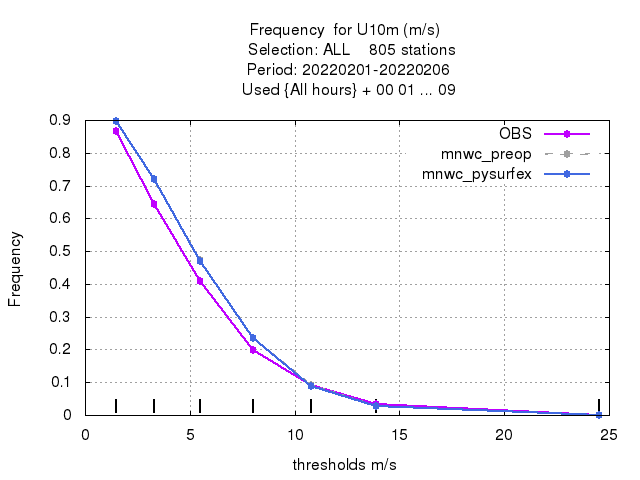 Frequency  for U10m (m/s)
Selection: ALL    805 stations
Period: 20220201-20220206
Used {All hours} + 00 01 ... 09
OBS
mnwc_preop
mnwc_pysurfex
Frequency
0.9
0.8
0.7
0.6
0.5
0.4
0.3
0.2
0.1
0
0 5 10 15 20 25
thresholds m/s